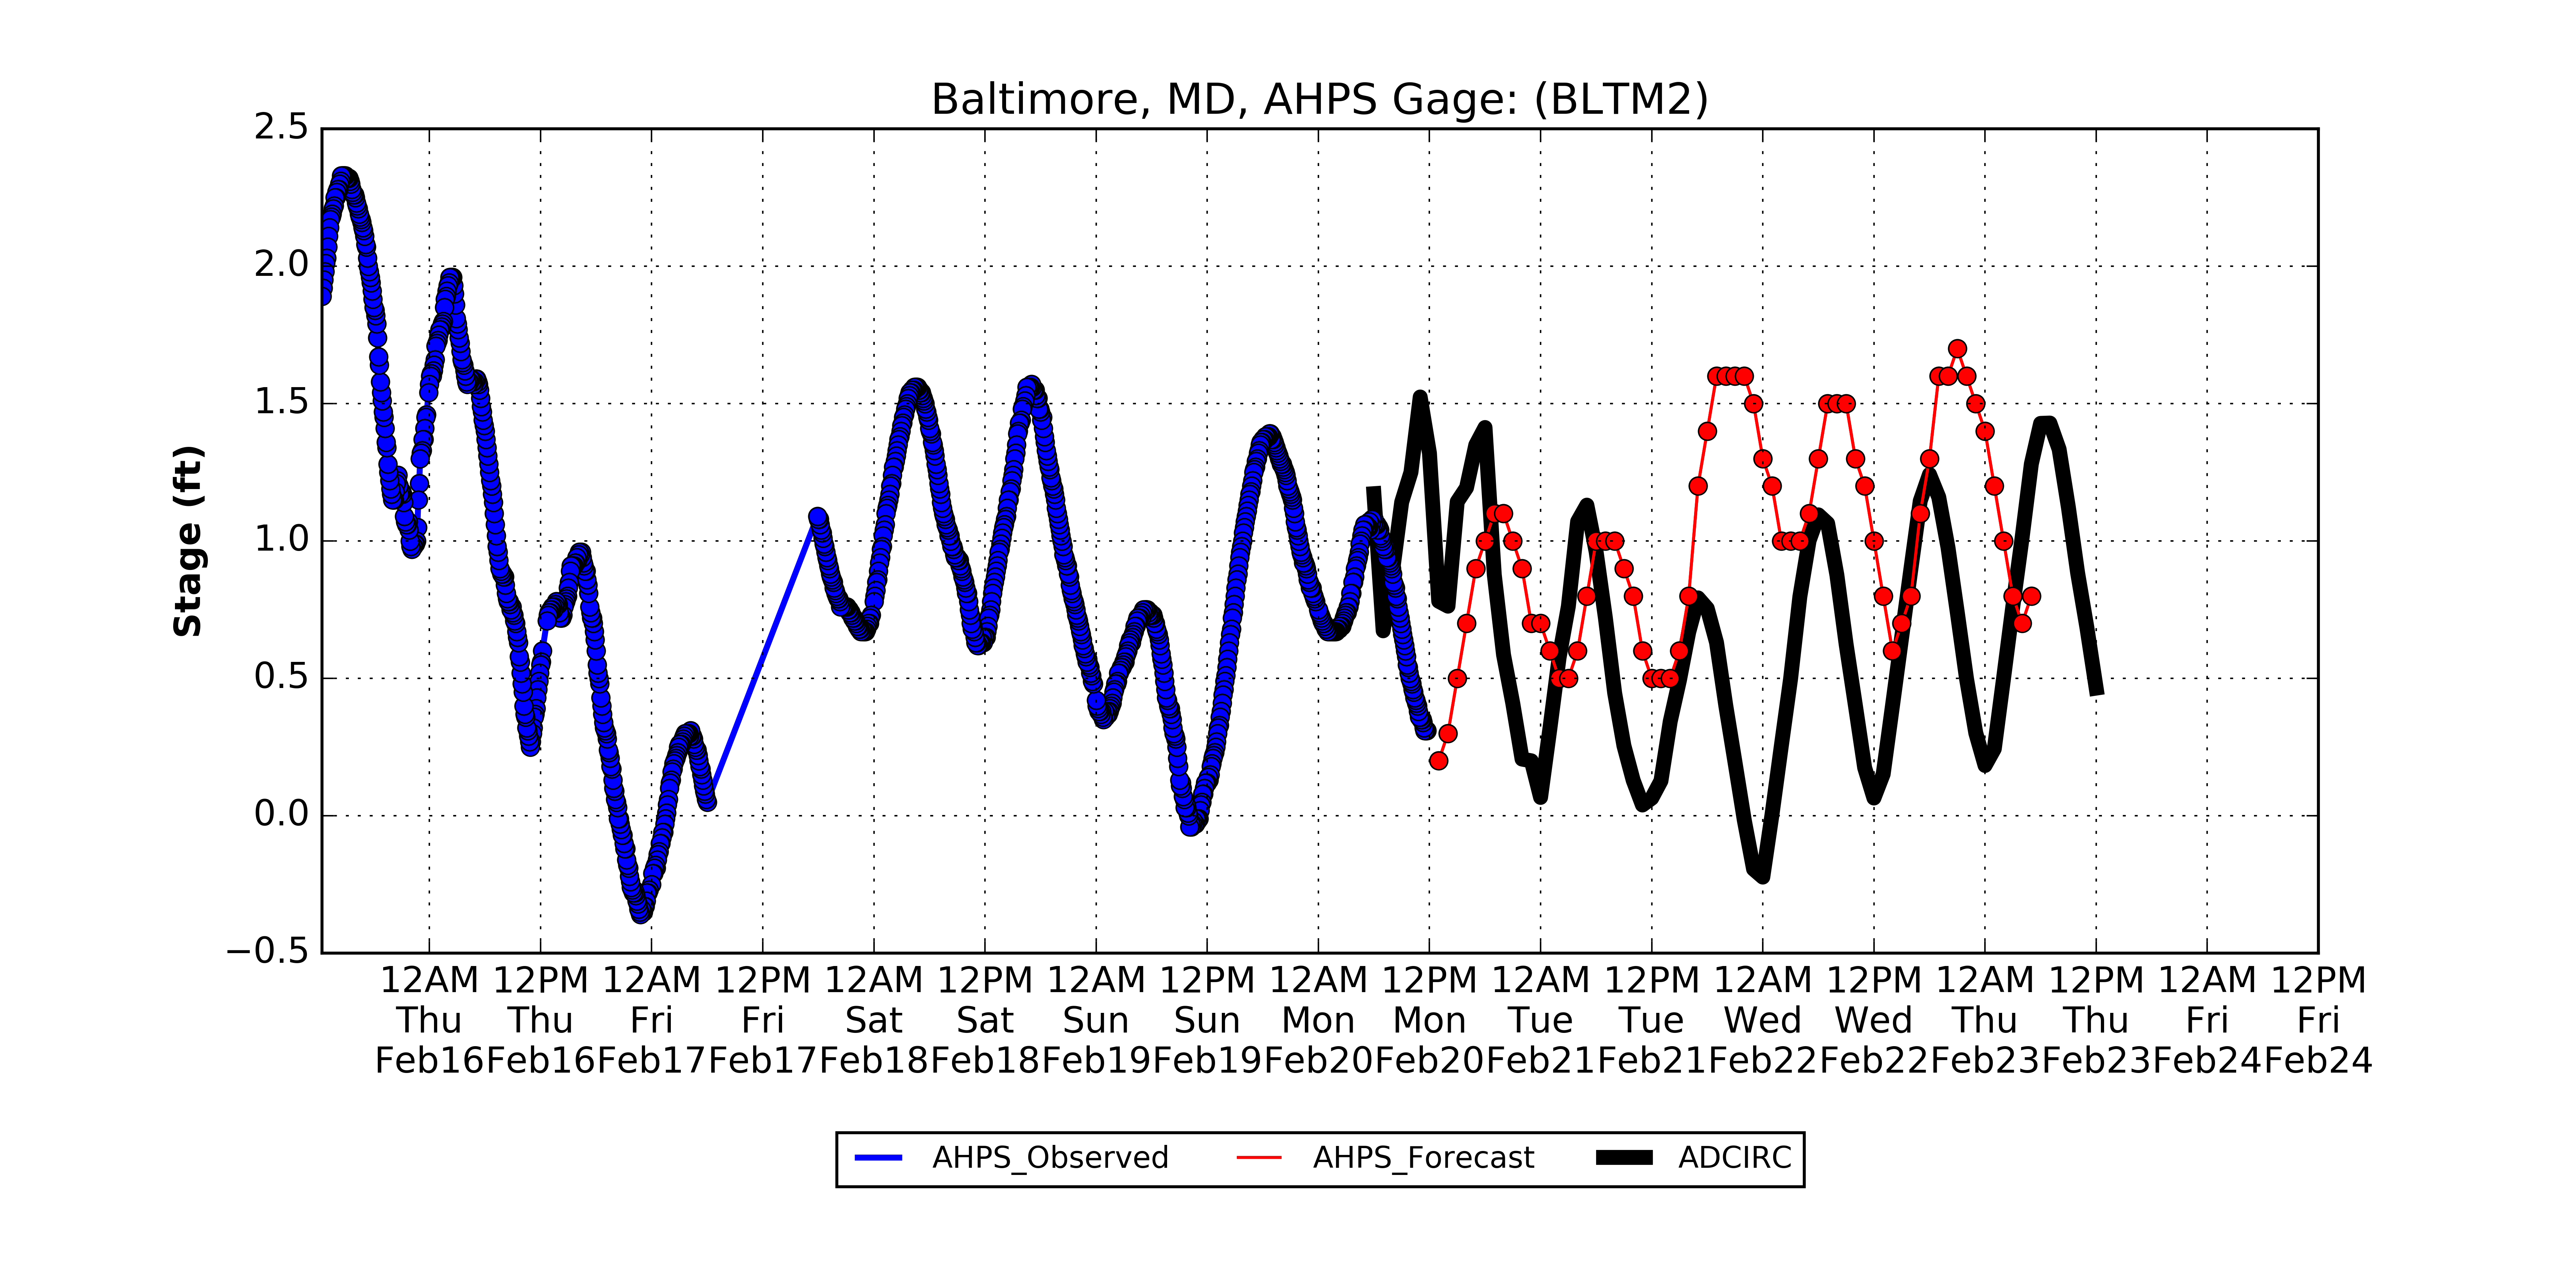 Baltimore, MD, AHPS Gage: (BLTM2)
Stage (ft)
2.5
2.0
1.5
1.0
0.5
0.0
−0.5
12AM 12PM 12AM 12PM 12AM 12PM 12AM 12PM 12AM 12PM 12AM 12PM 12AM 12PM 12AM 12PM 12AM 12PM
Thu Thu Fri Fri Sat Sat Sun Sun Mon Mon Tue Tue Wed Wed Thu Thu Fri Fri
Feb16 Feb16 Feb17 Feb17 Feb18 Feb18 Feb19 Feb19 Feb20 Feb20 Feb21 Feb21 Feb22 Feb22 Feb23 Feb23 Feb24 Feb24
AHPS_Observed AHPS_Forecast ADCIRC